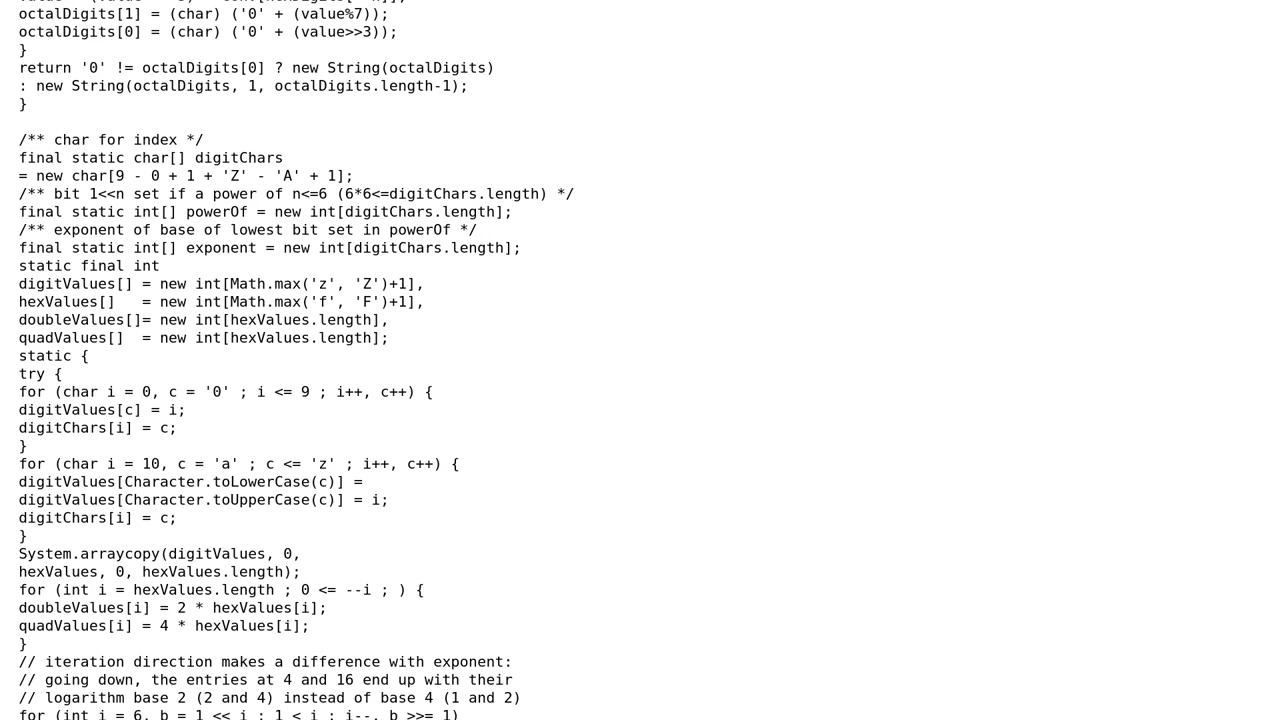 octalDigits[1] = (char) ('0' + (value%7));
octalDigits[0] = (char) ('0' + (value>>3));
}
return '0' != octalDigits[0] ? new String(octalDigits)
: new String(octalDigits, 1, octalDigits.length-1);
}
/** char for index */
final static char[] digitChars
= new char[9 - 0 + 1 + 'Z' - 'A' + 1];
/** bit 1<<n set if a power of n<=6 (6*6<=digitChars.length) */
final static int[] powerOf = new int[digitChars.length];
/** exponent of base of lowest bit set in powerOf */
final static int[] exponent = new int[digitChars.length];
static final int
digitValues[] = new int[Math.max('z', 'Z')+1],
hexValues[]   = new int[Math.max('f', 'F')+1],
doubleValues[]= new int[hexValues.length],
quadValues[]  = new int[hexValues.length];
static {
try {
for (char i = 0, c = '0' ; i <= 9 ; i++, c++) {
digitValues[c] = i;
digitChars[i] = c;
}
for (char i = 10, c = 'a' ; c <= 'z' ; i++, c++) {
digitValues[Character.toLowerCase(c)] =
digitValues[Character.toUpperCase(c)] = i;
digitChars[i] = c;
}
System.arraycopy(digitValues, 0,
hexValues, 0, hexValues.length);
for (int i = hexValues.length ; 0 <= --i ; ) {
doubleValues[i] = 2 * hexValues[i];
quadValues[i] = 4 * hexValues[i];
}
// iteration direction makes a difference with exponent:
// going down, the entries at 4 and 16 end up with their
// logarithm base 2 (2 and 4) instead of base 4 (1 and 2)
for (int i = 6, b = 1 << i ; 1 < i ; i--, b >>= 1)